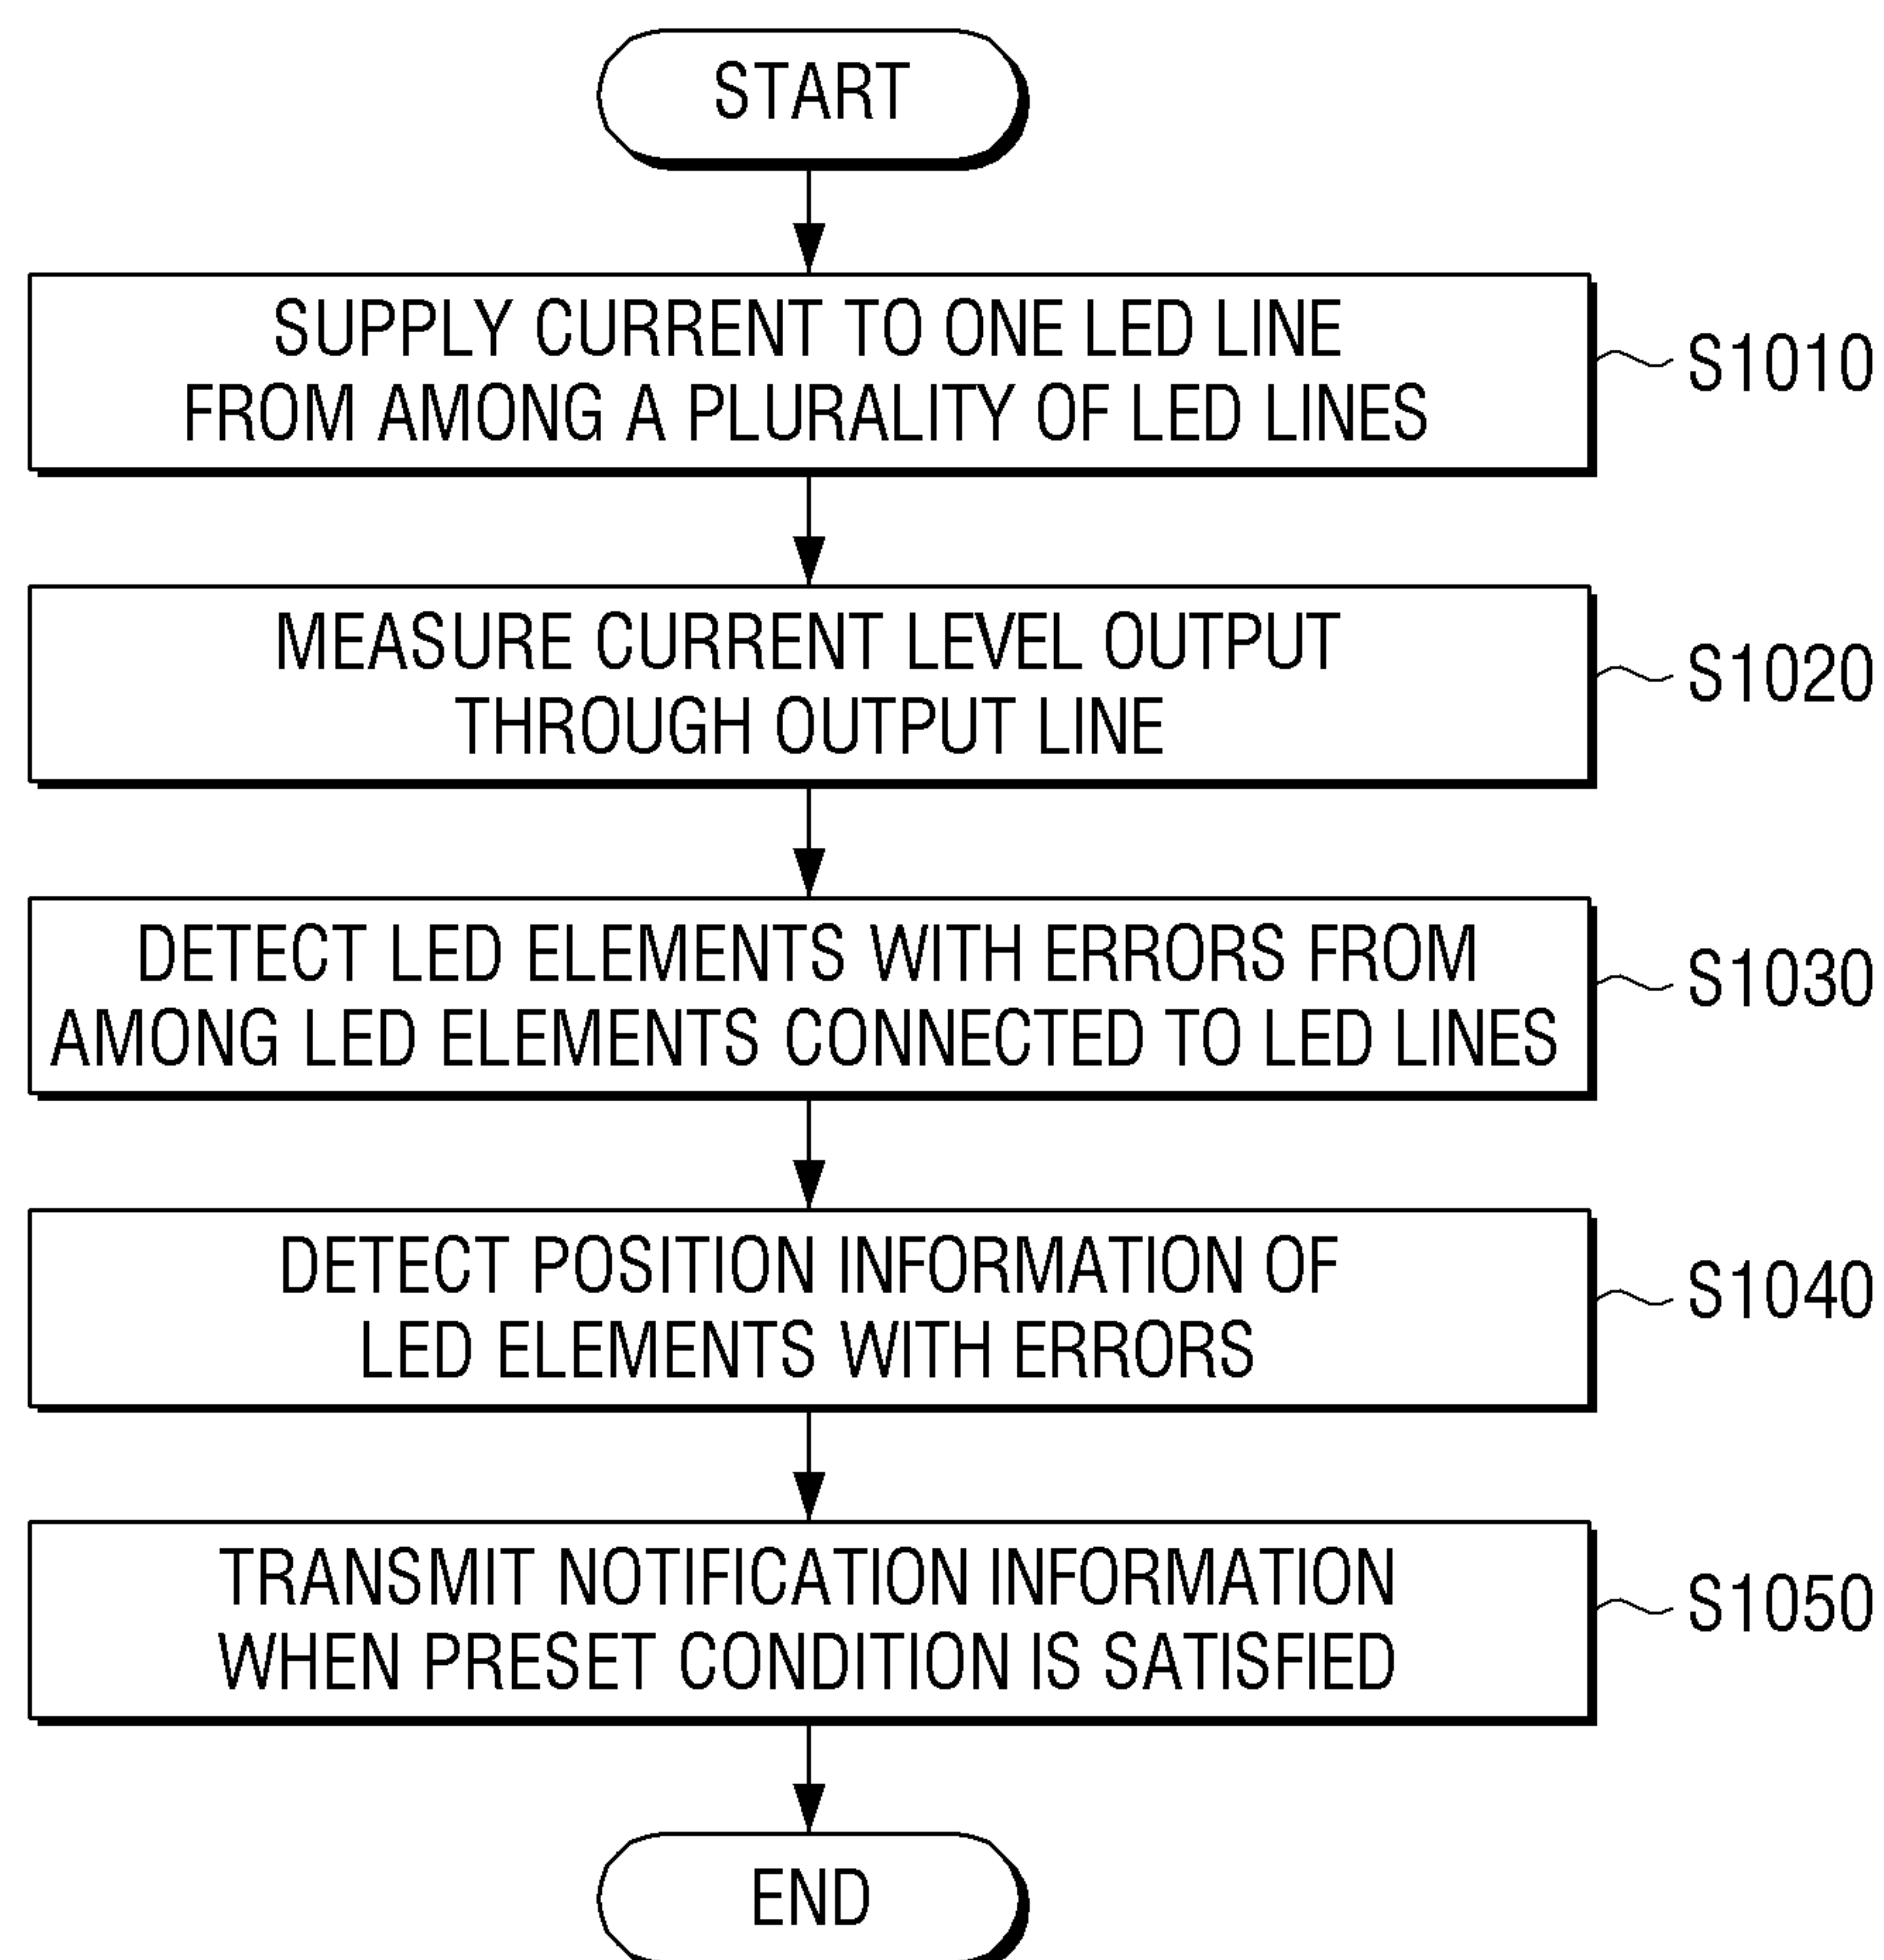 START
SUPPLY CURRENT TO ONE LED LINE
FROM AMONG A PLURALITY OF LED LINES
S1010
MEASURE CURRENT LEVEL OUTPUT
THROUGH OUTPUT LINE
S1020
DETECT LED ELEMENTS WITH ERRORS FROM
AMONG LED ELEMENTS CONNECTED TO LED LINES
S1030
DETECT POSITION INFORMATION OF
LED ELEMENTS WITH ERRORS
S1040
TRANSMIT NOTIFICATION INFORMATION
WHEN PRESET CONDITION IS SATISFIED
S1050
END